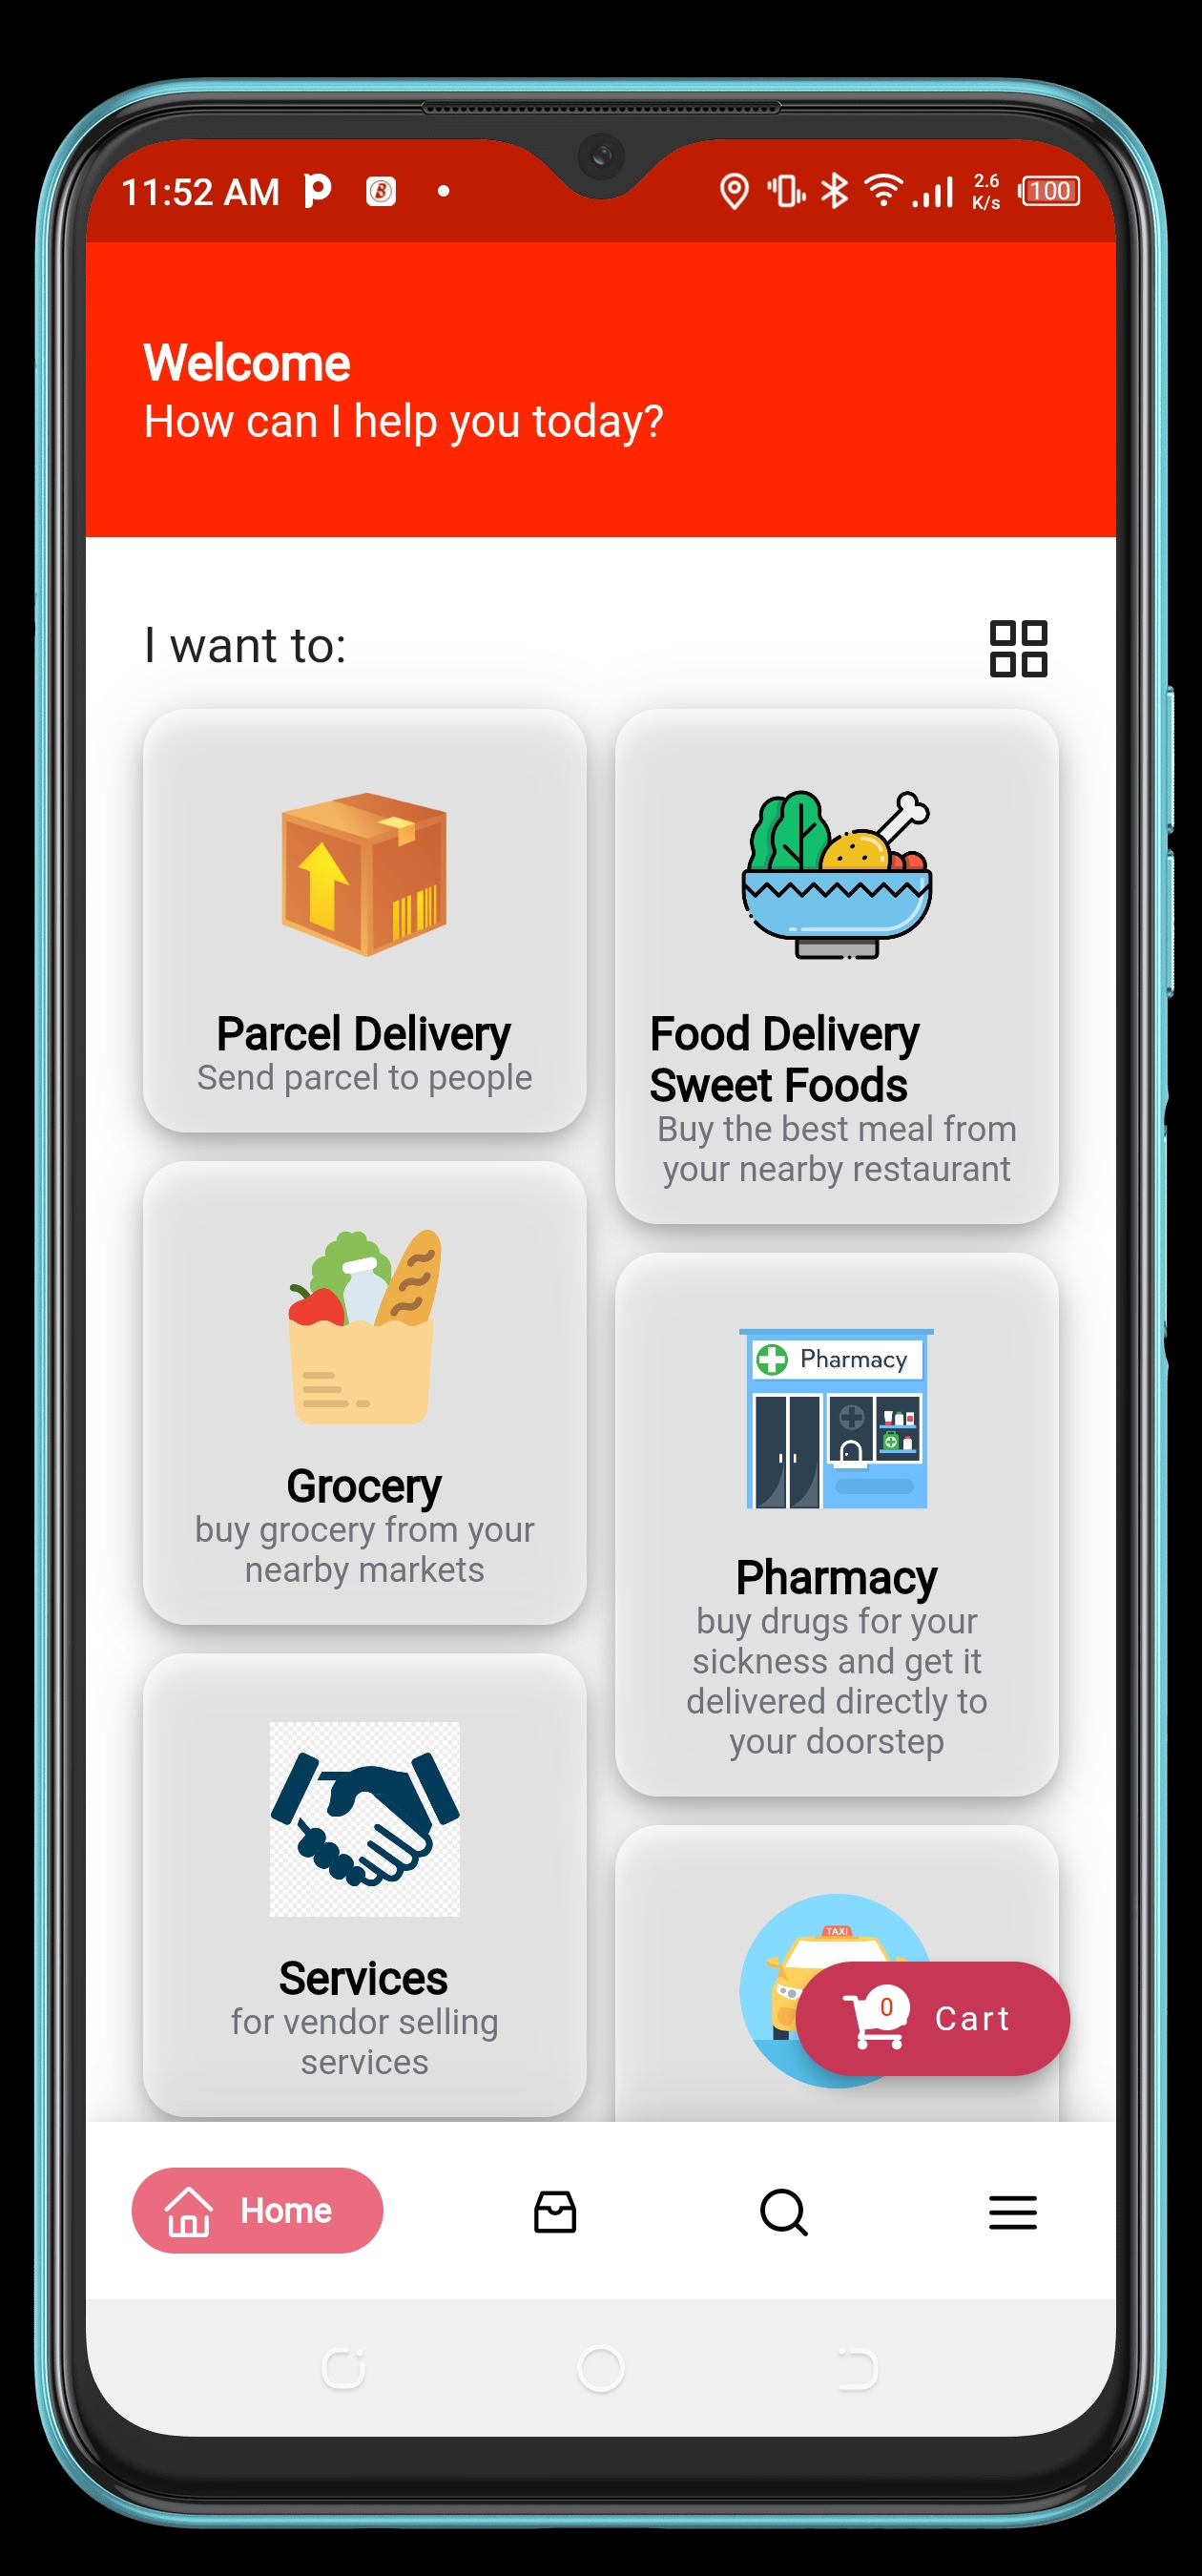 11:52 AM
2.6
K/s
100
Welcome
How can I help you today?
I want to:
Parcel Delivery
Send parcel to people
Food Delivery
Sweet Foods
Buy the best meal from
your nearby restaurant
Grocery
buy grocery from your
nearby markets
Pharmacy
Pharmacy
buy drugs for your
sickness and get it
delivered directly to
your doorstep
Services
for vendor selling
services
TAXI
0
Cart
Home